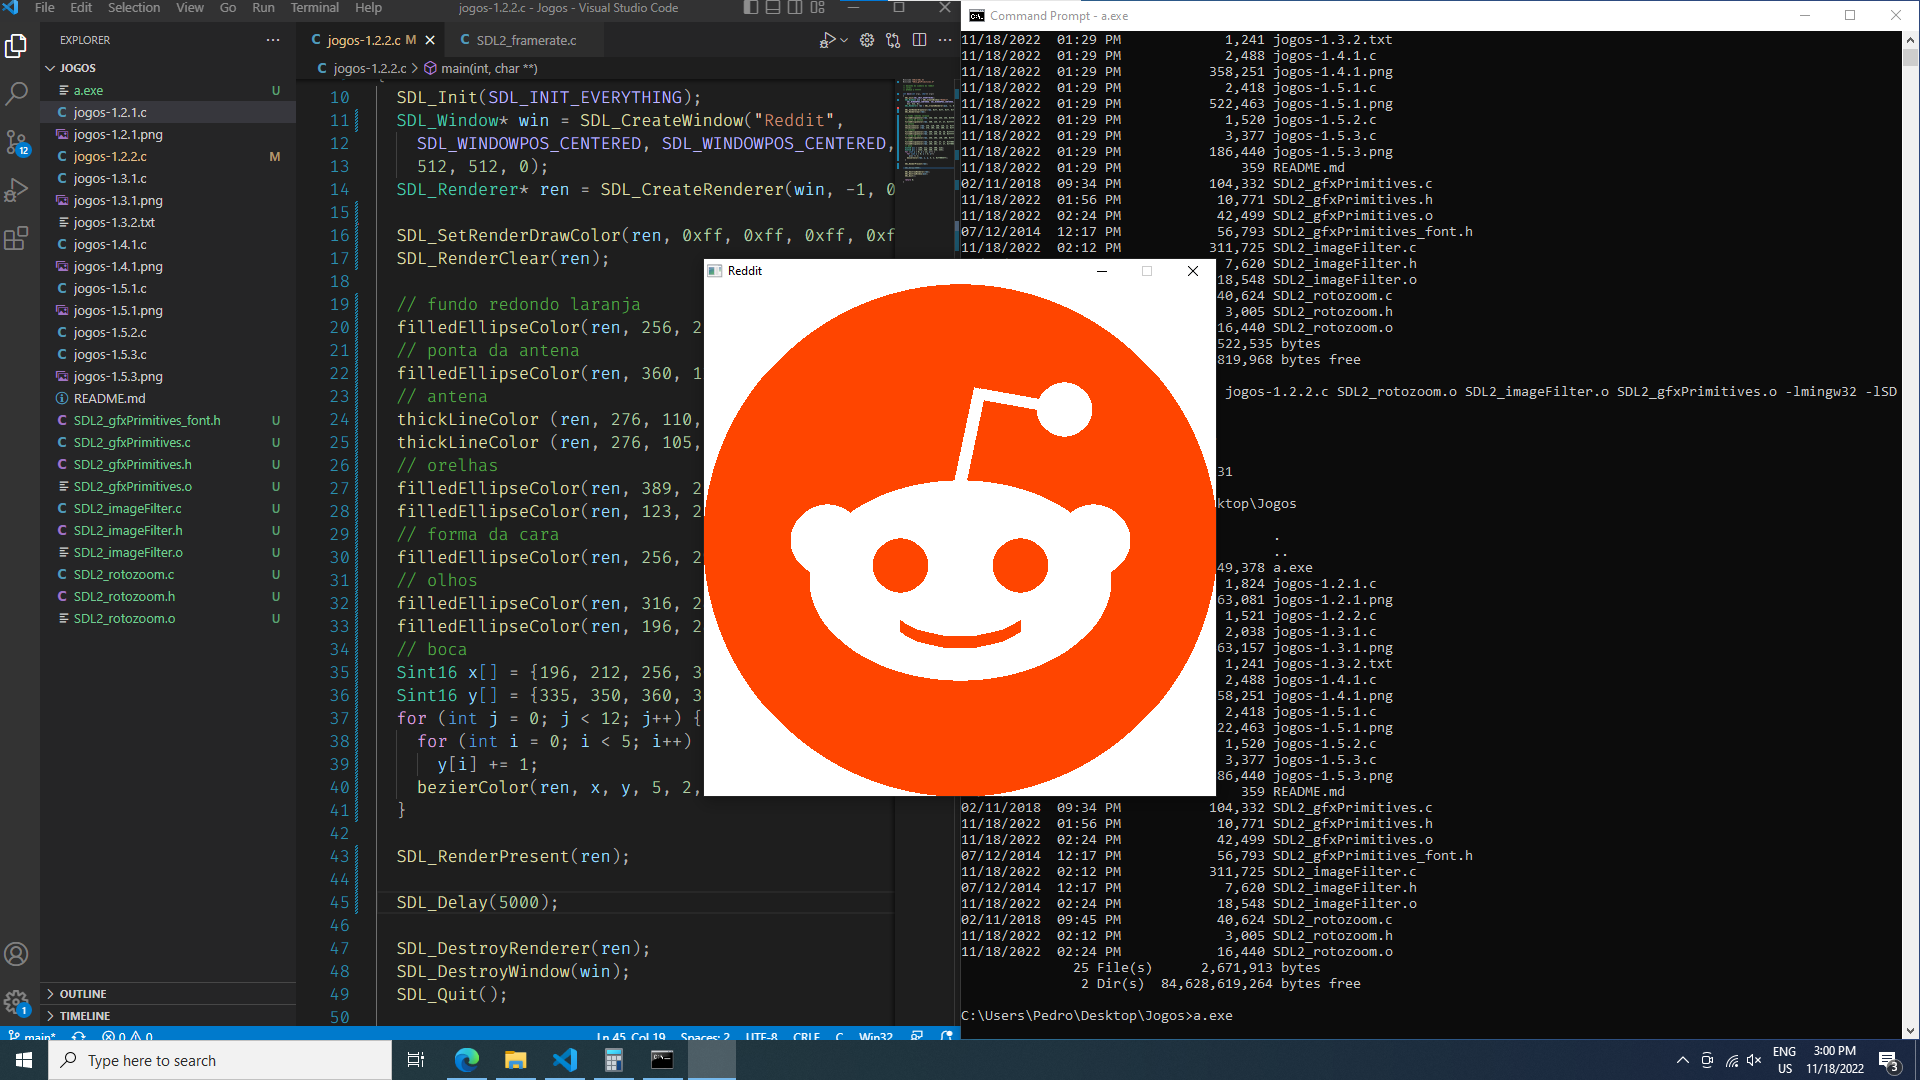 File Edit Selection View Go Run Terminal Help
jogos-1.2.2.c - Jogos - Visual Studio Code
EXPLORER
JOGOS
a.exe U
jogos-1.2.1.c
jogos-1.2.1.png
jogos-1.2.2.c M
jogos-1.3.1.c
jogos-1.3.1.png
jogos-1.3.2.txt
jogos-1.4.1.c
jogos-1.4.1.png
jogos-1.5.1.c
jogos-1.5.1.png
jogos-1.5.2.c
jogos-1.5.3.c
jogos-1.5.3.png
README.md
SDL2_gfxPrimitives_font.h U
SDL2_gfxPrimitives.c U
SDL2_gfxPrimitives.h U
SDL2_gfxPrimitives.o U
SDL2_imageFilter.c U
SDL2_imageFilter.h U
SDL2_imageFilter.o U
SDL2_rotozoom.c U
SDL2_rotozoom.h U
SDL2_rotozoom.o U
OUTLINE
TIMELINE
12
1
jogos-1.2.2.c M
SDL2_framerate.c
jogos-1.2.2.c > main(int, char **)
10 SDL_Init(SDL_INIT_EVERYTHING);
11 SDL_Window* win = SDL_CreateWindow("Reddit",
12 SDL_WINDOWPOS_CENTERED, SDL_WINDOWPOS_CENTERED,
13 512, 512, 0);
14 SDL_Renderer* ren = SDL_CreateRenderer(win, -1, 0
15
16 SDL_SetRenderDrawColor(ren, 0xff, 0xff, 0xff, 0xf
17 SDL_RenderClear(ren);
18
19 // fundo redondo laranja
20 filledEllipseColor(ren, 256, 2
21 // ponta da antena
22 filledEllipseColor(ren, 360, 1
23 // antena
24 thickLineColor (ren, 276, 110,
25 thickLineColor (ren, 276, 105,
26 // orelhas
27 filledEllipseColor(ren, 389, 2
28 filledEllipseColor(ren, 123, 2
29 // forma da cara
30 filledEllipseColor(ren, 256, 2
31 // olhos
32 filledEllipseColor(ren, 316, 2
33 filledEllipseColor(ren, 196, 2
34 // boca
35 Sint16 x[] = {196, 212, 256, 3
36 Sint16 y[] = {335, 350, 360, 3
37 for (int j = 0; j < 12; j++) {
38 for (int i = 0; i < 5; i++)
39 y[i] += 1;
40 bezierColor(ren, x, y, 5, 2,
41 }
42
43 SDL_RenderPresent(ren);
44
45 SDL_Delay(5000);
46
47 SDL_DestroyRenderer(ren);
48 SDL_DestroyWindow(win);
49 SDL_Quit();
50
main* 0 0 Ln 45, Col 19 Spaces: 2 UTF-8 CRLF C Win32
Reddit
Command Prompt - a.exe
11/18/2022 01:29 PM 1,241 jogos-1.3.2.txt
11/18/2022 01:29 PM 2,488 jogos-1.4.1.c
11/18/2022 01:29 PM 358,251 jogos-1.4.1.png
11/18/2022 01:29 PM 2,418 jogos-1.5.1.c
11/18/2022 01:29 PM 522,463 jogos-1.5.1.png
11/18/2022 01:29 PM 1,520 jogos-1.5.2.c
11/18/2022 01:29 PM 3,377 jogos-1.5.3.c
11/18/2022 01:29 PM 186,440 jogos-1.5.3.png
11/18/2022 01:29 PM 359 README.md
02/11/2018 09:34 PM 104,332 SDL2_gfxPrimitives.c
11/18/2022 01:56 PM 10,771 SDL2_gfxPrimitives.h
11/18/2022 02:24 PM 42,499 SDL2_gfxPrimitives.o
07/12/2014 12:17 PM 56,793 SDL2_gfxPrimitives_font.h
11/18/2022 02:12 PM 311,725 SDL2_imageFilter.c
7,620 SDL2_imageFilter.h
18,548 SDL2_imageFilter.o
40,624 SDL2_rotozoom.c
3,005 SDL2_rotozoom.h
16,440 SDL2_rotozoom.o
522,535 bytes
819,968 bytes free
jogos-1.2.2.c SDL2_rotozoom.o SDL2_imageFilter.o SDL2_gfxPrimitives.o -lmingw32 -lSD
31
ktop\Jogos
.
..
49,378 a.exe
1,824 jogos-1.2.1.c
63,081 jogos-1.2.1.png
1,521 jogos-1.2.2.c
2,038 jogos-1.3.1.c
63,157 jogos-1.3.1.png
1,241 jogos-1.3.2.txt
2,488 jogos-1.4.1.c
58,251 jogos-1.4.1.png
2,418 jogos-1.5.1.c
22,463 jogos-1.5.1.png
1,520 jogos-1.5.2.c
3,377 jogos-1.5.3.c
86,440 jogos-1.5.3.png
359 README.md
02/11/2018 09:34 PM 104,332 SDL2_gfxPrimitives.c
11/18/2022 01:56 PM 10,771 SDL2_gfxPrimitives.h
11/18/2022 02:24 PM 42,499 SDL2_gfxPrimitives.o
07/12/2014 12:17 PM 56,793 SDL2_gfxPrimitives_font.h
11/18/2022 02:12 PM 311,725 SDL2_imageFilter.c
07/12/2014 12:17 PM 7,620 SDL2_imageFilter.h
11/18/2022 02:24 PM 18,548 SDL2_imageFilter.o
02/11/2018 09:45 PM 40,624 SDL2_rotozoom.c
11/18/2022 02:12 PM 3,005 SDL2_rotozoom.h
11/18/2022 02:24 PM 16,440 SDL2_rotozoom.o
25 File(s) 2,671,913 bytes
2 Dir(s) 84,628,619,264 bytes free
C:\Users\Pedro\Desktop\Jogos>a.exe
Type here to search
ENG
US
3:00 PM
11/18/2022
3